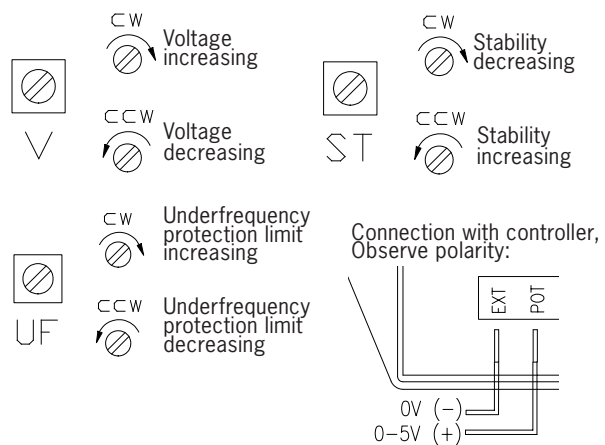 CW
Voltage
increasing
V
CCW
Voltage
decreasing
CW
Stability
decreasing
ST
CCW
Stability
increasing
CW
Underfrequency
protection limit
increasing
UF
CCW
Underfrequency
protection limit
decreasing
Connection with controller,
Observe polarity:
EXT
POT
0V (-)
0-5V (+)